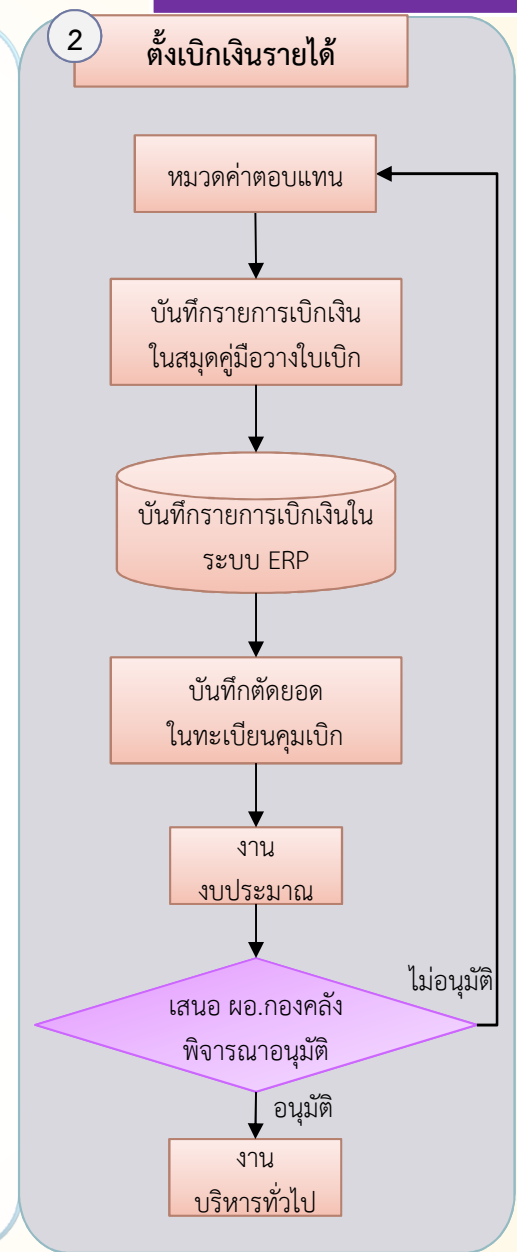 2
ตั้งเบิกเงินรายได้
หมวดค่าตอบแทน
บันทึกรายการเบิกเงิน
ในสมุดคู่มือวางใบเบิก
บันทึกรายการเบิกเงินใน
ระบบ ERP
บันทึกตัดยอด
ในทะเบียนคุมเบิก
งาน
งบประมาณ
ไม่อนุมัติ
เสนอ ผอ.กองคลัง
พิจารณาอนุมัติ
อนุมัติ
งาน
บริหารทั่วไป